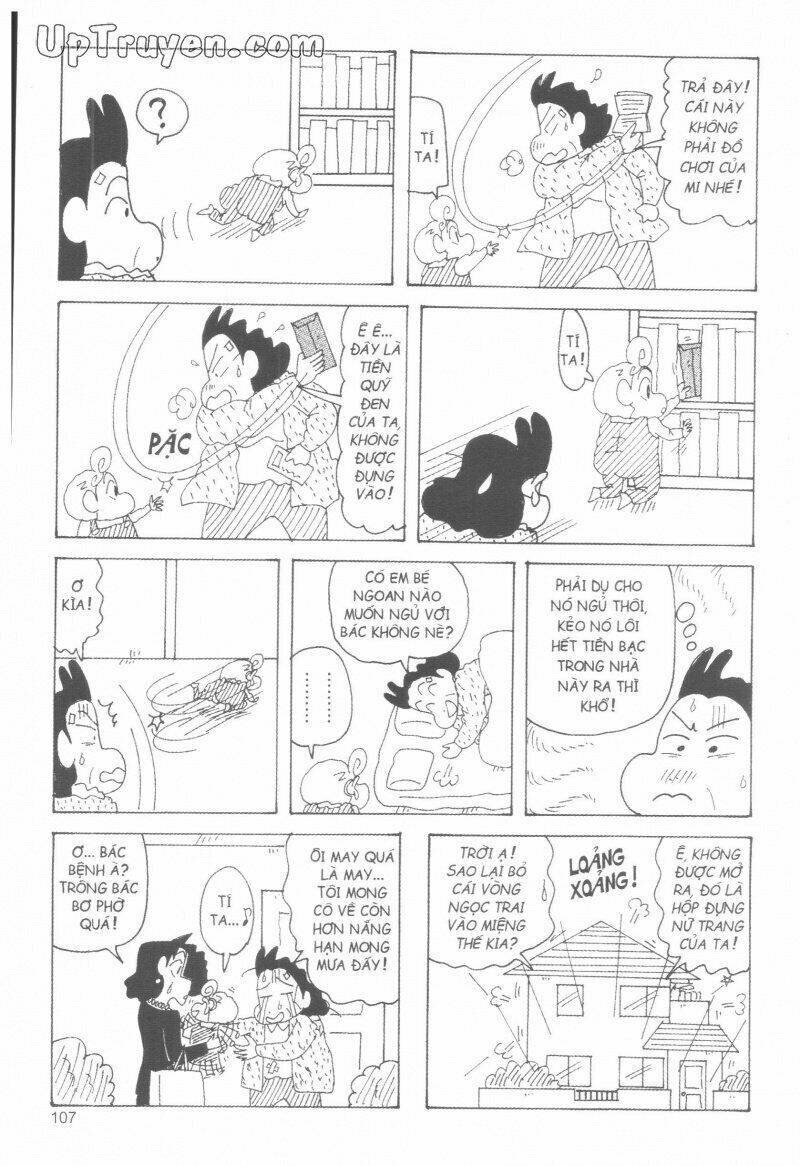 UpTruyen.com
?
TRẢ ĐÂY!
CÁI NÀY
KHÔNG
PHẢI ĐỒ
CHƠI CỦA
MI NHÉ!
TÍ
TA!
Ê Ê...
ĐÂY LÀ
TIỀN
QUỸ
ĐEN
CỦA TA,
KHÔNG
ĐƯỢC
ĐỤNG
VÀO!
PẶC
TÍ
TA!
Ơ
KÌA!
CÓ EM BÉ
NGOAN NÀO
MUỐN NGỦ VỚI
BÁC KHÔNG NÈ?
.......
.......
PHẢI DỤ CHO
NÓ NGỦ THÔI,
KẺO NÓ LÔI
HẾT TIỀN BẠC
TRONG NHÀ
NÀY RA THÌ
KHỔ!
Ơ... BÁC
BỆNH À?
TRÔNG BÁC
BƠ PHỜ
QUÁ!
TÍ
TA...♪
ÔI MAY QUÁ
LÀ MAY...
TÔI MONG
CÔ VỀ CÒN
HƠN NẮNG
HẠN MONG
MƯA ĐẤY!
TRỜI Ạ!
SAO LẠI BỎ
CÁI VÒNG
NGỌC TRAI
VÀO MIỆNG
THẾ KIA?
LOẢNG
XOẢNG!
Ê, KHÔNG
ĐƯỢC MỞ
RA, ĐÓ LÀ
HỘP ĐỰNG
NỮ TRANG
CỦA TA!
107